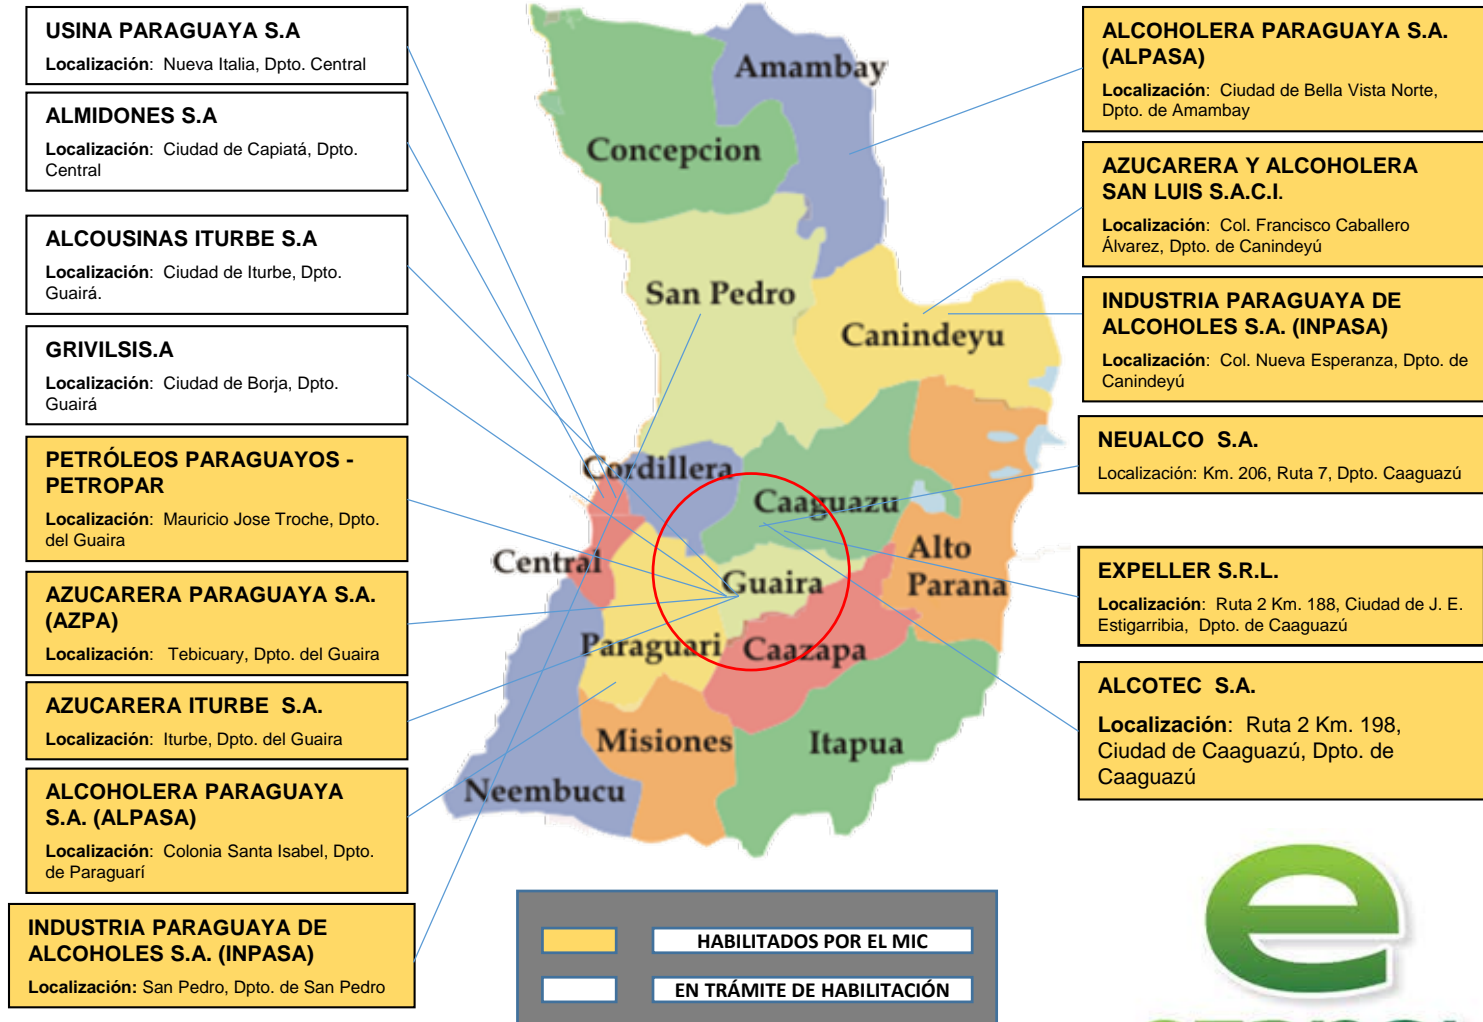 USINA PARAGUAYA S.A
Localización: Nueva Italia, Dpto. Central
ALMIDONES S.A
Localización: Ciudad de Capiatá, Dpto.
Central
ALCOUSINAS ITURBE S.A
Localización: Ciudad de Iturbe, Dpto.
Guairá.
GRIVILSIS.A
Localización: Ciudad de Borja, Dpto.
Guairá
PETRÓLEOS PARAGUAYOS -
PETROPAR
Localización: Mauricio Jose Troche, Dpto.
del Guaira
AZUCARERA PARAGUAYA S.A.
(AZPA)
Localización: Tebicuary, Dpto. del Guaira
AZUCARERA ITURBE S.A.
Localización: Iturbe, Dpto. del Guaira
ALCOHOLERA PARAGUAYA
S.A. (ALPASA)
Localización: Colonia Santa Isabel, Dpto.
de Paraguarí
INDUSTRIA PARAGUAYA DE
ALCOHOLES S.A. (INPASA)
Localización: San Pedro, Dpto. de San Pedro
Amambay
Concepcion
San Pedro
Canindeyu
Cordillera
Caaguazu
Central
Alto
Parana
Guaira
Paraguari
Caazapa
Misiones
Itapua
Neembucu
HABILITADOS POR EL MIC
EN TRÁMITE DE HABILITACIÓN
ALCOHOLERA PARAGUAYA S.A.
(ALPASA)
Localización: Ciudad de Bella Vista Norte,
Dpto. de Amambay
AZUCARERA Y ALCOHOLERA
SAN LUIS S.A.C.I.
Localización: Col. Francisco Caballero
Álvarez, Dpto. de Canindeyú
INDUSTRIA PARAGUAYA DE
ALCOHOLES S.A. (INPASA)
Localización: Col. Nueva Esperanza, Dpto. de
Canindeyú
NEUALCO S.A.
Localización: Km. 206, Ruta 7, Dpto. Caaguazú
EXPELLER S.R.L.
Localización: Ruta 2 Km. 188, Ciudad de J. E.
Estigarribia, Dpto. de Caaguazú
ALCOTEC S.A.
Localización: Ruta 2 Km. 198,
Ciudad de Caaguazú, Dpto. de
Caaguazú
e